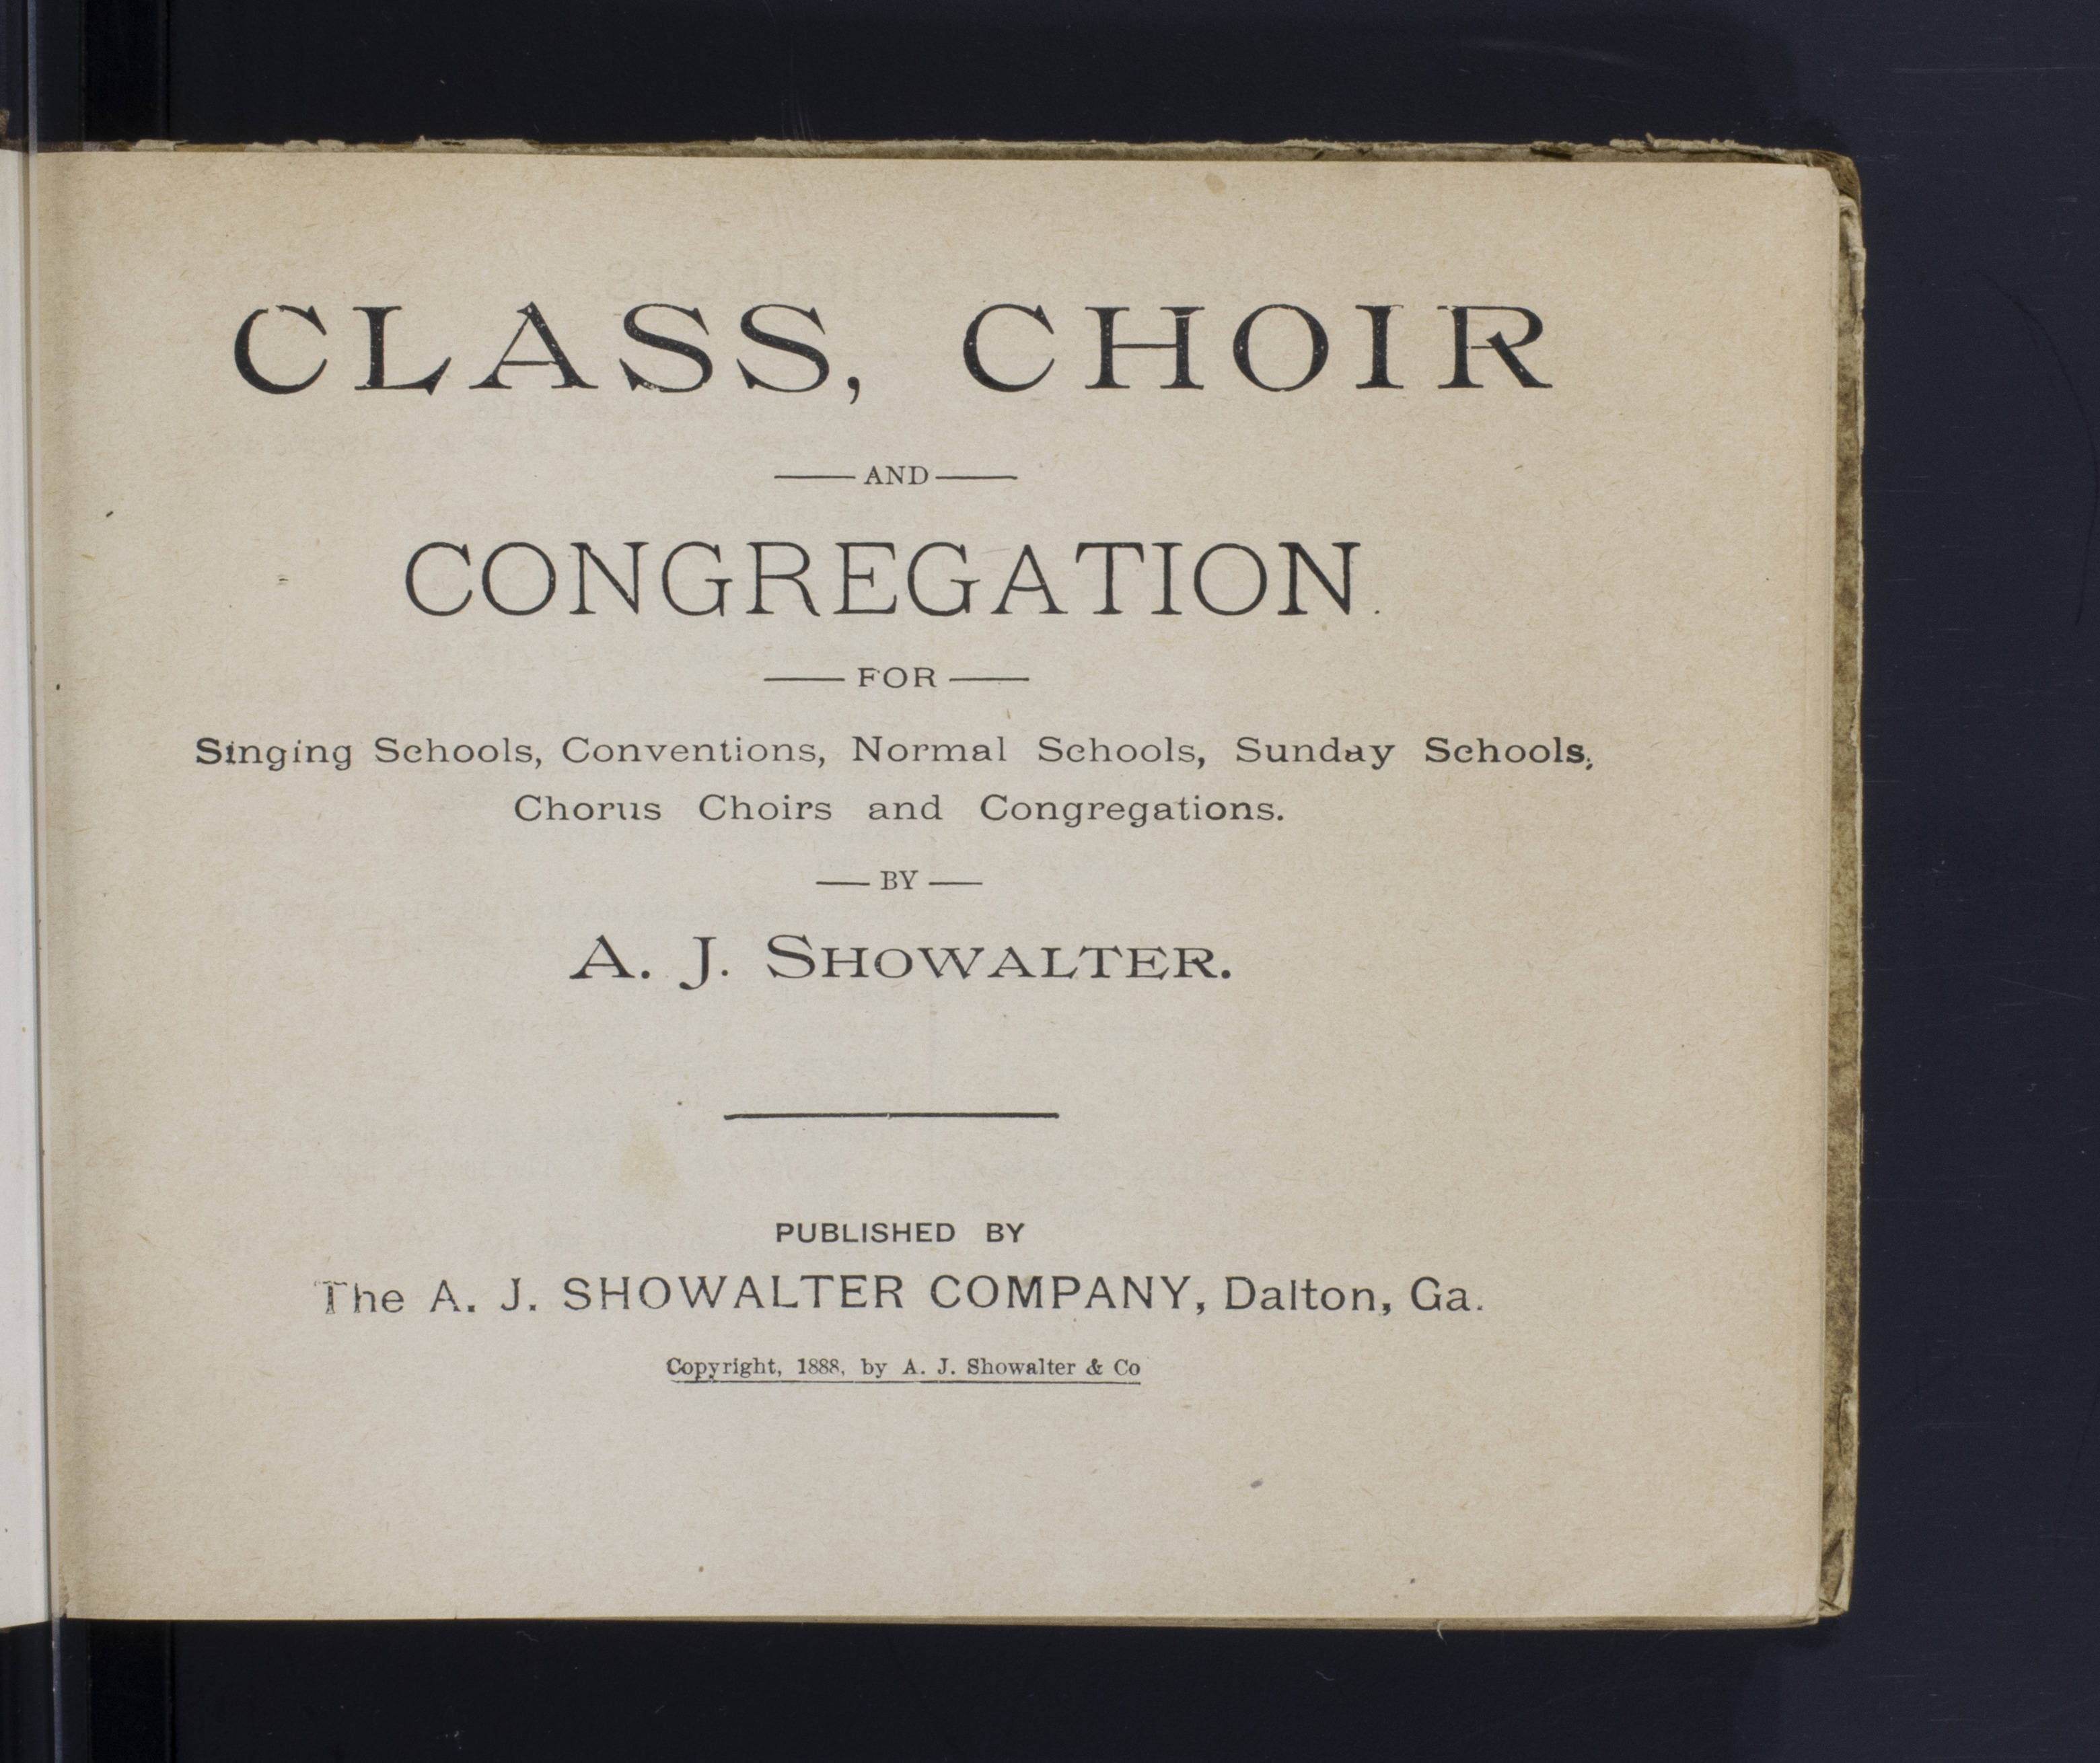 CLASS, CHOIR
AND
CONGREGATION.
FOR
Singing Schools, Conventions, Normal Schools, Sunday Schools,
Chorus Choirs and Congregations.
BY
A. J. SHOWALTER.
PUBLISHED BY
The A. J. SHOWALTER COMPANY, Dalton, Ga.
Copyright, 1888, by A. J. Showalter & Co